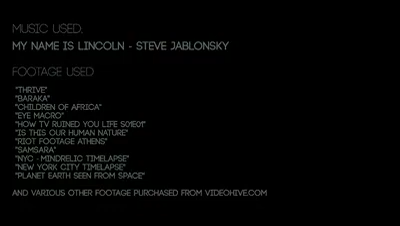 MUSIC USED.
MY NAME IS LINCOLN - STEVE JABLONSKY
FOOTAGE USED
"THRIVE"
"BARAKA"
"CHILDREN OF AFRICA"
"EYE MACRO"
"HOW TV RUINED YOU LIFE S01E01"
"IS THIS OUR HUMAN NATURE"
"RIOT FOOTAGE ATHENS"
"SAMSARA"
"NYC - MINDRELIC TIMELAPSE"
"NEW YORK CITY TIMELAPSE"
"PLANET EARTH SEEN FROM SPACE"
AND VARIOUS OTHER FOOTAGE PURCHASED FROM VIDEOHIVE.COM